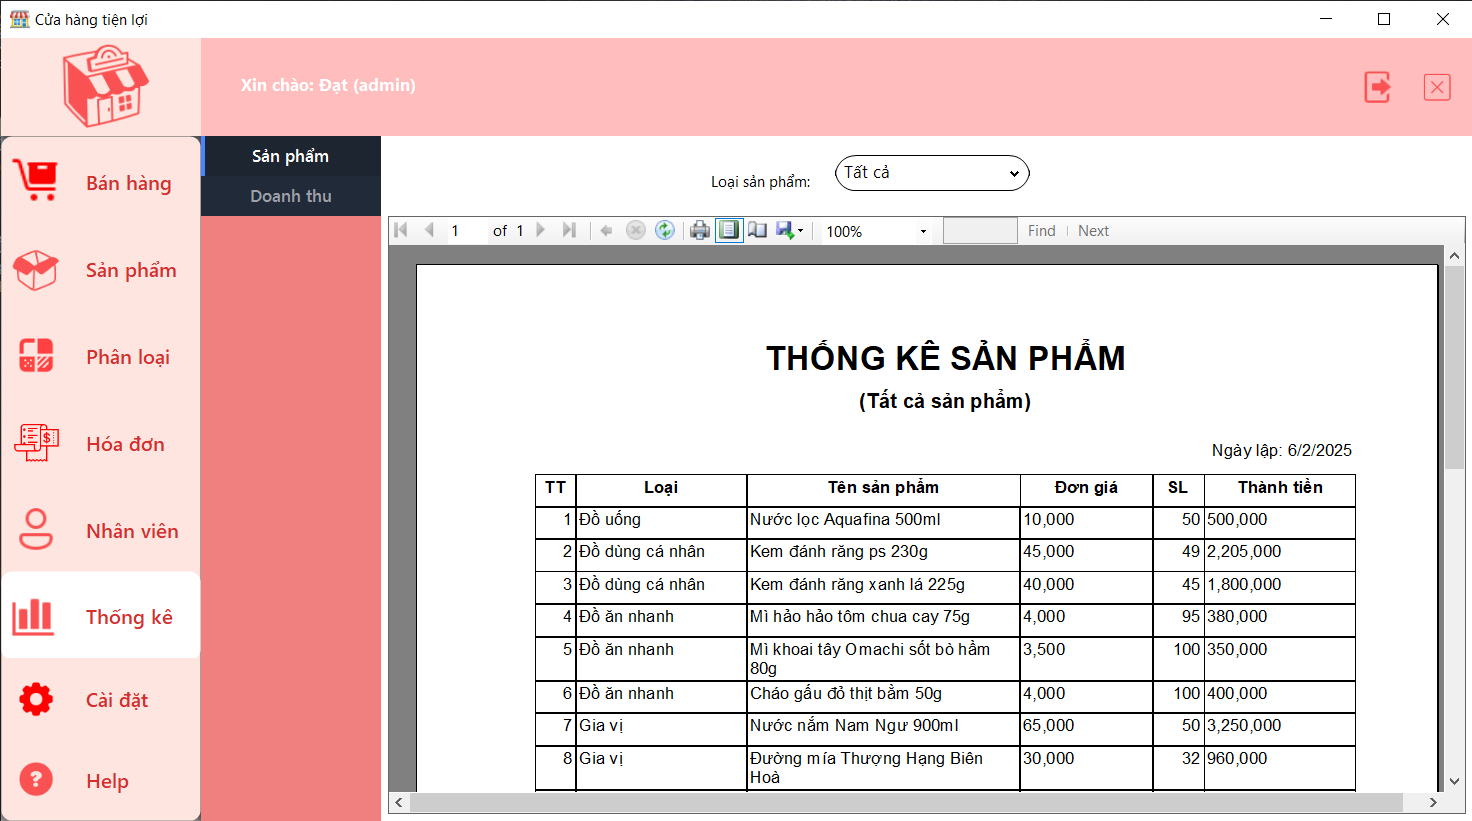 Cửa hàng tiện lợi
Xin chào: Đạt (admin)
Bán hàng
Sản phẩm
Phân loại
Hóa đơn
Nhân viên
Thống kê
Cài đặt
Help
Sản phẩm
Doanh thu
Loại sản phẩm: Tất cả
1 of 1 100% Find Next
THỐNG KÊ SẢN PHẨM
(Tất cả sản phẩm)
Ngày lập: 6/2/2025
TT Loại Tên sản phẩm Đơn giá SL Thành tiền
1 Đồ uống Nước lọc Aquafina 500ml 10,000 50 500,000
2 Đồ dùng cá nhân Kem đánh răng ps 230g 45,000 49 2,205,000
3 Đồ dùng cá nhân Kem đánh răng xanh lá 225g 40,000 45 1,800,000
4 Đồ ăn nhanh Mì hảo hảo tôm chua cay 75g 4,000 95 380,000
5 Đồ ăn nhanh Mì khoai tây Omachi sốt bò hầm 3,500 100 350,000
80g
6 Đồ ăn nhanh Cháo gấu đỏ thịt bằm 50g 4,000 100 400,000
7 Gia vị Nước nắm Nam Ngư 900ml 65,000 50 3,250,000
8 Gia vị Đường mía Thượng Hạng Biên 30,000 32 960,000
Hoà